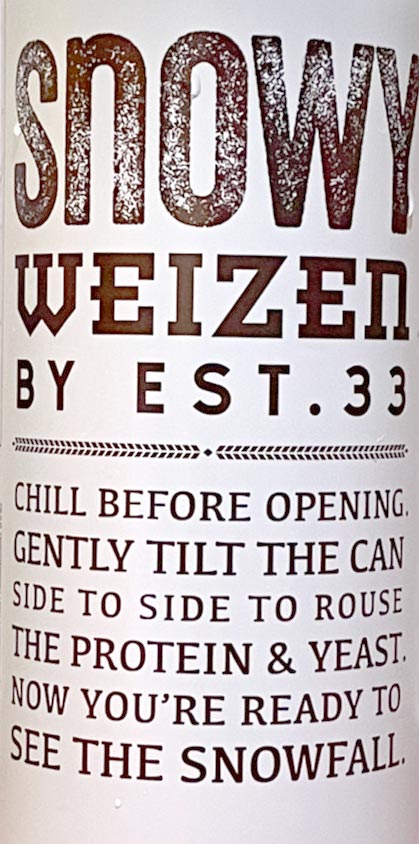 SNOWY
WEIZEN
BY EST.33
CHILL BEFORE OPENING.
GENTLY TILT THE CAN
SIDE TO SIDE TO ROUSE
THE PROTEIN & YEAST.
NOW YOU'RE READY TO
SEE THE SNOWFALL.